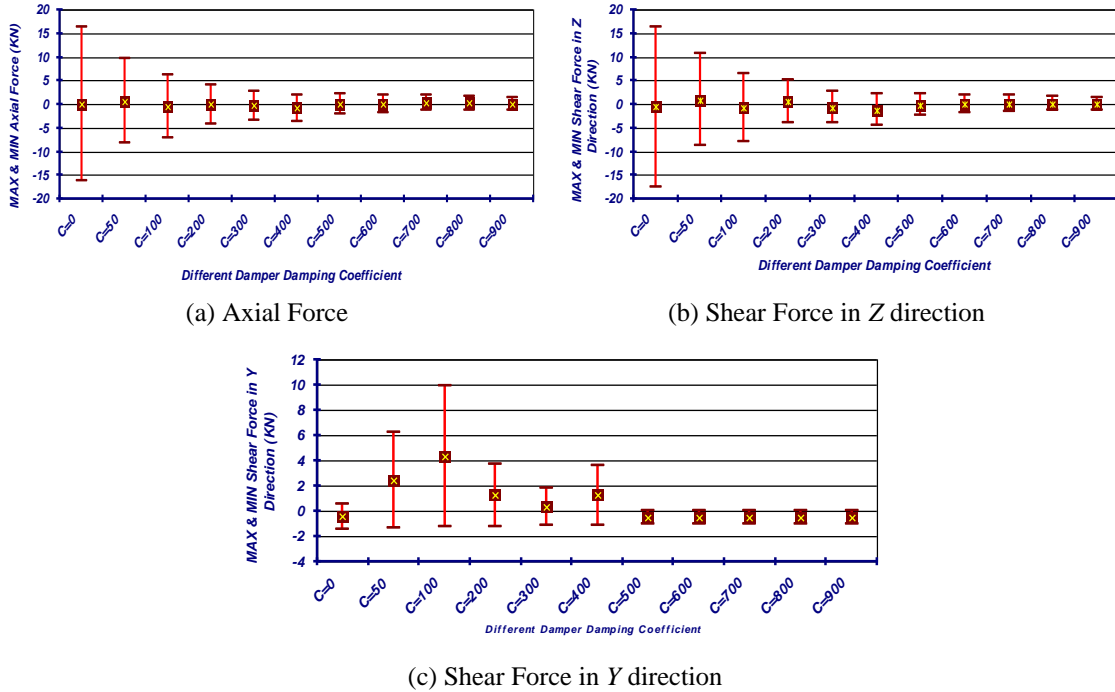 MAX & MIN Axial Force (KN)
20
15
10
5
0
-5
-10
-15
-20
C=0
C=50
C=100
C=200
C=300
C=400
C=500
C=600
C=700
C=800
C=900
Different Damper Damping Coefficient
(a) Axial Force
MAX & MIN Shear Force in Z
Direction (KN)
20
15
10
5
0
-5
-10
-15
20
C=0
C=50
C=100
C=200
C=300
C=400
C=500
C=600
C=700
C=800
C=900
Different Damper Damping Coefficient
(b) Shear Force in Z direction
MAX & MIN Shear Force in Y
Direction (KN)
12
10
8
6
4
2
0
-2
-4
C=0
C=50
C=100
C=200
C=300
C=400
C=500
C=600
C=700
C=800
C=900
Different Damper Damping Coefficient
(c) Shear Force in Y direction